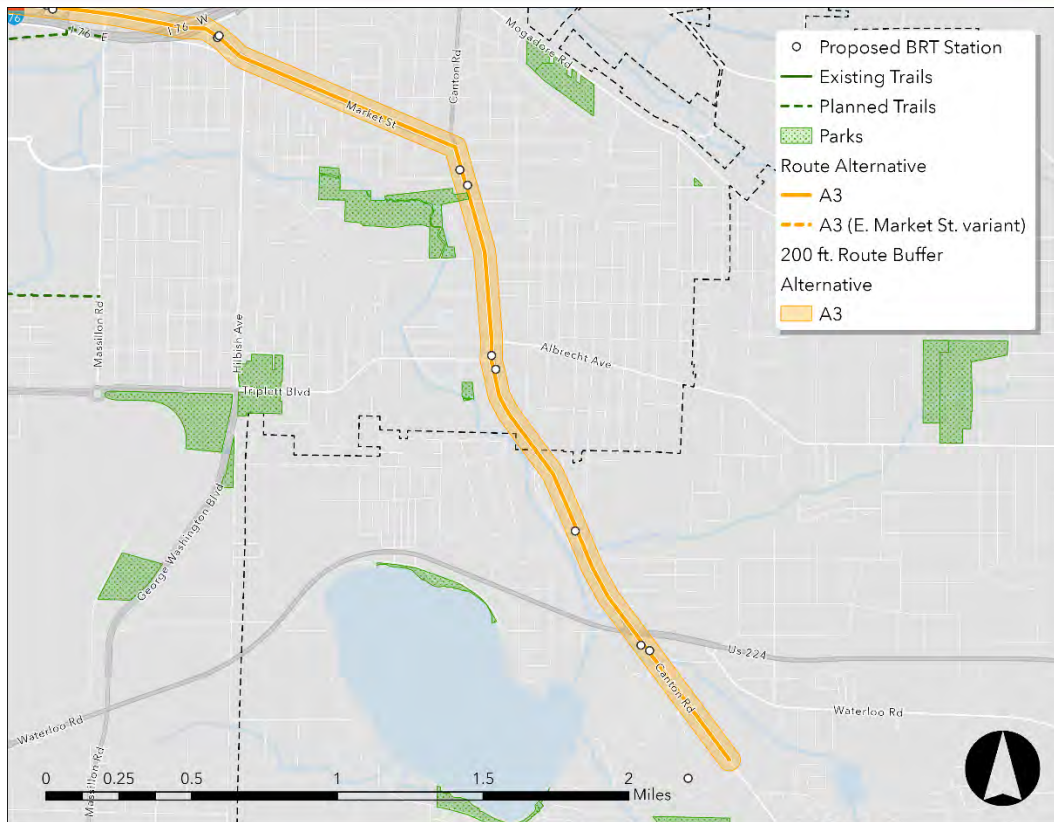 76
I 76 E
I 76 W
Mogadore Rd
Canton Rd
Market St
Proposed BRT Station
Existing Trails
Planned Trails
Parks
Route Alternative
A3
A3 (E. Market St. variant)
200 ft. Route Buffer
Alternative
A3
Massillon Rd
Hilbish Ave
Albrecht Ave
Triplett Blvd
George Washington Blvd
Us 224
Canton Rd
Waterloo Rd
Waterloo Rd
Massillon Rd
0 0.25 0.5 1 1.5 2
Miles